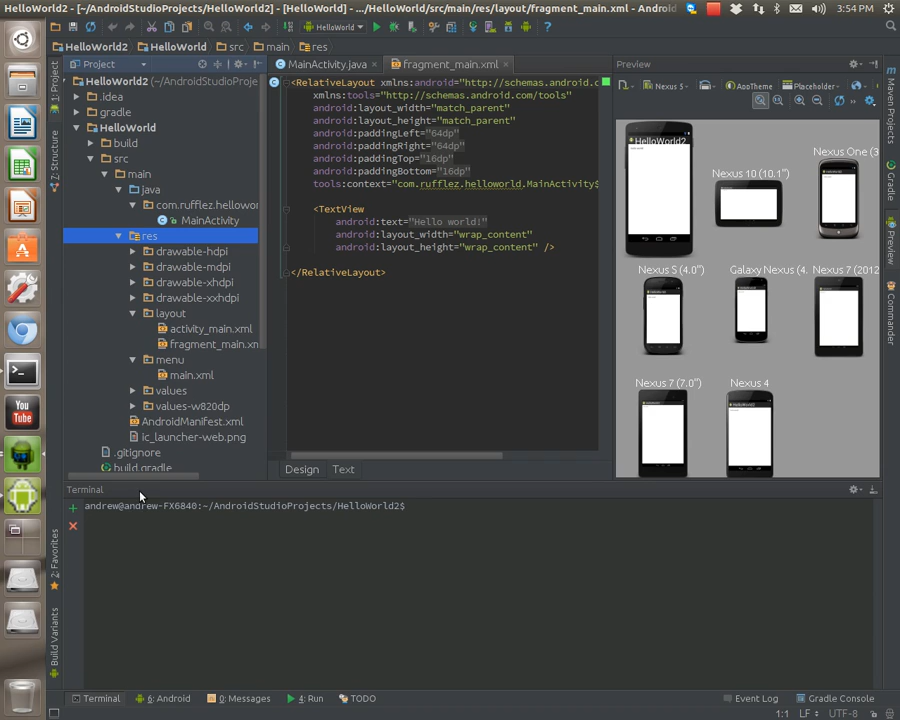 HelloWorld2 (~/AndroidStudioProjects/HelloWorld2) - [HelloWorld] - ~/HelloWorld/src/main/res/layout/fragment_main.xml] - Android
3:54 PM
HelloWorld
HelloWorld2
HelloWorld
src
main
res
Project
MainActivity.java
fragment_main.xml
Preview
1: Project
7: Structure
2: Favorites
Build Variants
HelloWorld2 (~/AndroidStudioProje
.idea
gradle
HelloWorld
build
src
main
java
com.rufflez.hellowor
MainActivity
res
drawable-hdpi
drawable-mdpi
drawable-xhdpi
drawable-xxhdpi
layout
activity_main.xml
fragment_main.xm
menu
main.xml
values
values-w820dp
AndroidManifest.xml
ic_launcher-web.png
.gitignore
build.gradle
<RelativeLayout xmlns:android="http://schemas.android.c
xmlns:tools="http://schemas.android.com/tools"
android:layout_width="match_parent"
android:layout_height="match_parent"
android:paddingLeft="64dp"
android:paddingRight="64dp"
android:paddingTop="16dp"
android:paddingBottom="16dp"
tools:context="com.rufflez.helloworld.MainActivity$
<TextView
android:text="Hello world!"
android:layout_width="wrap_content"
android:layout_height="wrap_content" />
</RelativeLayout>
Design
Text
Nexus 5
AppTheme
Placeholder
HelloWorld2
Nexus One (3
Nexus 10 (10.1")
Nexus S (4.0")
Galaxy Nexus (4.
Nexus 7 (2012
Nexus 7 (7.0")
Nexus 4
Maven Projects
Gradle
Preview
Commander
You
Tube
Terminal
andrew@andrew-FX6840:~/AndroidStudioProjects/HelloWorld2$
Terminal
6: Android
0: Messages
4: Run
TODO
Event Log
Gradle Console
1:1
LF
UTF-8